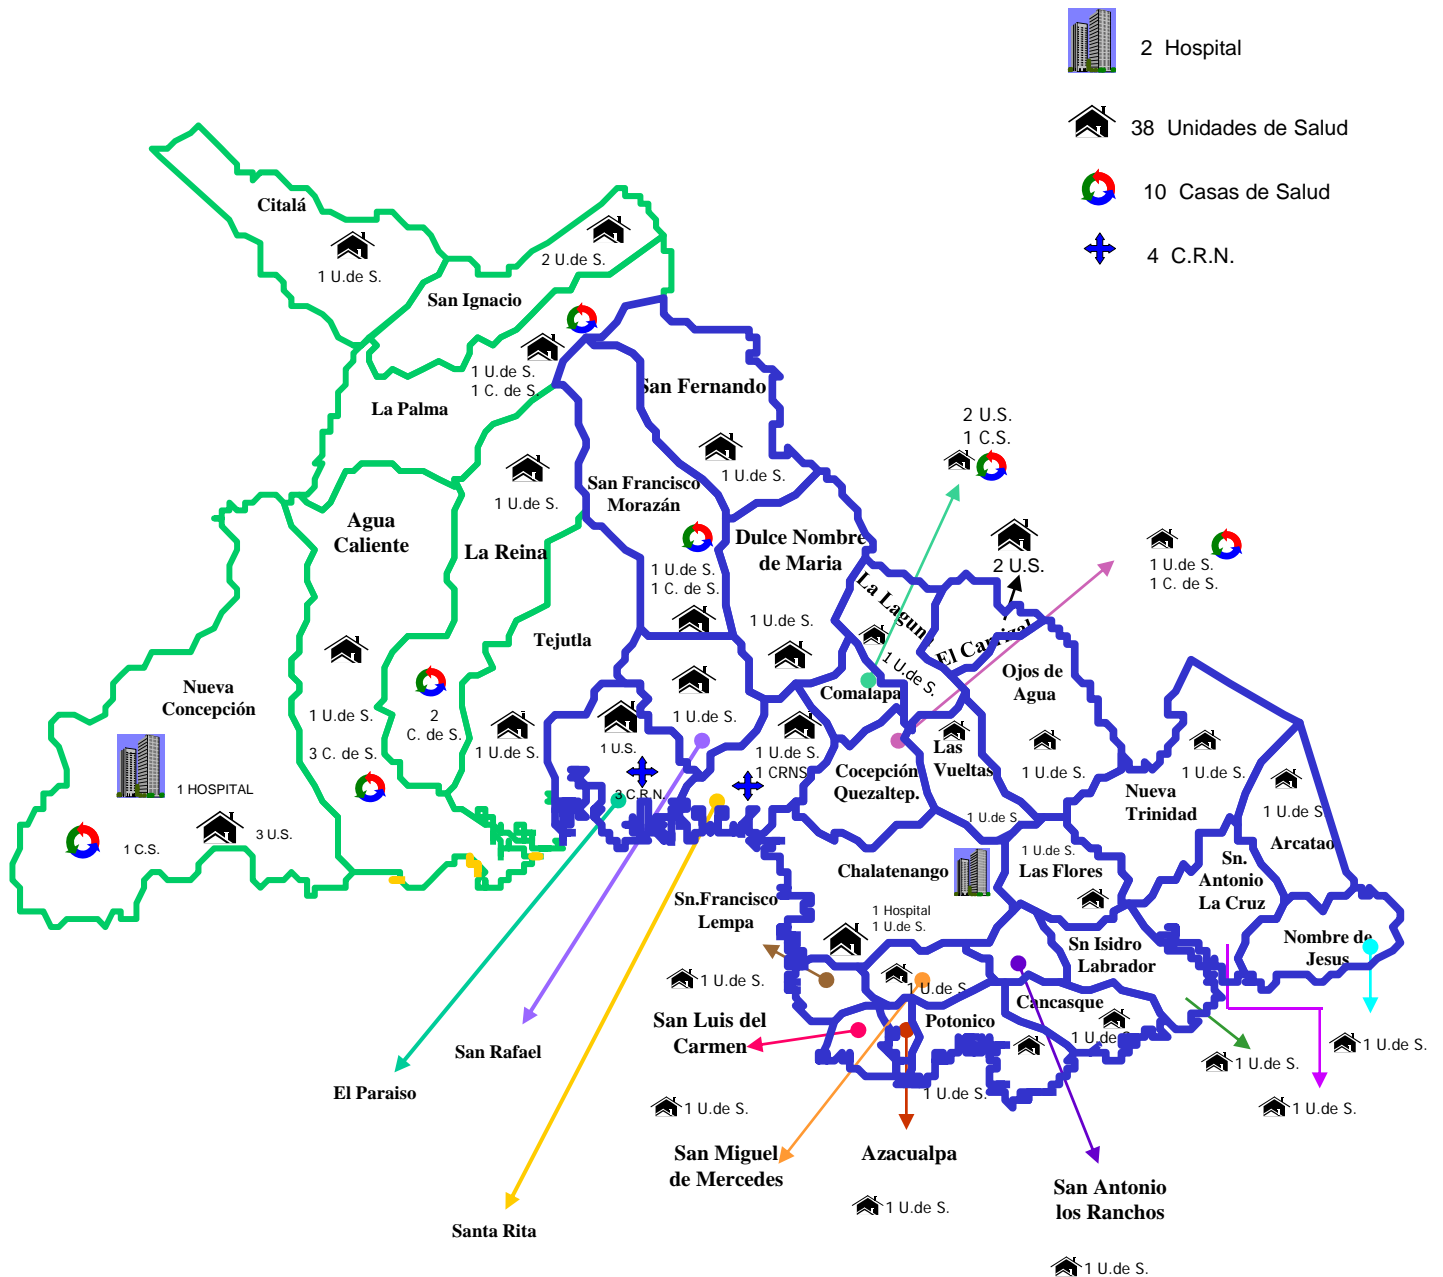 2 Hospital
38 Unidades de Salud
10 Casas de Salud
4 C.R.N.
Citalá
1 U.de S.
2 U.de S.
San Ignacio
1 U.de S.
1 C. de S.
La Palma
San Fernando
1 U.de S.
2 U.S.
1 C.S.
1 U.de S.
San Francisco
Morazán
Agua
Caliente
La Reina
Dulce Nombre
de Maria
1 U.de S.
1 C. de S.
2 U.S.
1 U.de S.
1 C. de S.
La Laguna
El Carrizal
1 U.de S.
Tejutla
1 U.de S.
Ojos de
Agua
Nueva
Concepción
Comalapa
1 U.de S.
3 C. de S.
2
C. de S.
1 U.de S.
1 U.S.
3 C.R.N.
1 U.de S.
1 U.de S.
1 CRNS
Las
Vueltas
Cocepción
Quezaltep.
1 U.de S.
1 U.de S.
Nueva
Trinidad
1 HOSPITAL
1 C.S.
3 U.S.
1 U.de S.
1 U.de S.
Arcatao
1 U.de S.
Las Flores
Sn.
Antonio
La Cruz
Chalatenango
1 Hospital
1 U.de S.
Sn.Francisco
Lempa
1 U.de S.
Sn Isidro
Labrador
Nombre de
Jesus
1 U.de S.
Cancasque
1 U.de S.
San Luis del
Carmen
Potonico
1 U.de S.
1 U.de S.
1 U.de S.
1 U.de S.
1 U.de S.
San Rafael
El Paraiso
San Miguel
de Mercedes
Azacualpa
1 U.de S.
San Antonio
los Ranchos
1 U.de S.
Santa Rita